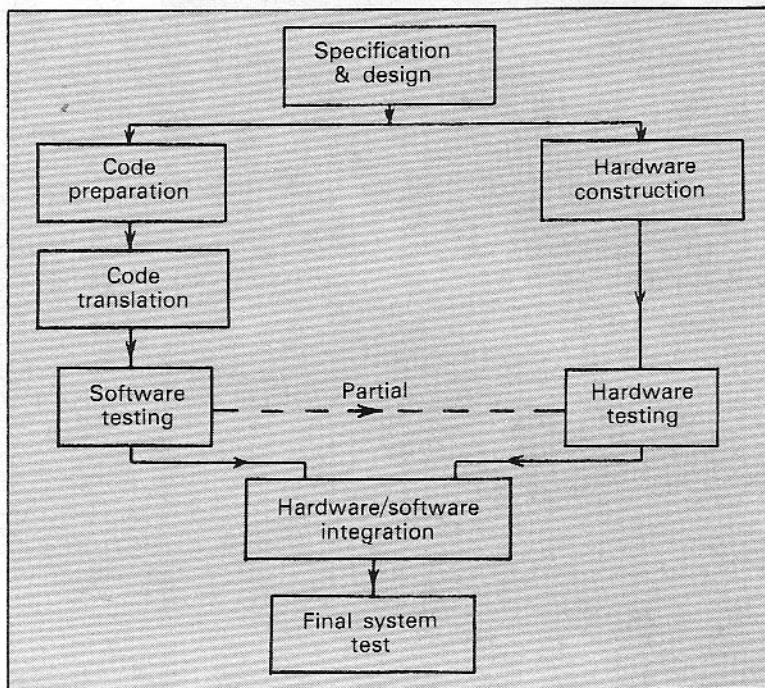 Specification
& design
Code
preparation
Hardware
construction
Code
translation
Software
testing
Partial
Hardware
testing
Hardware/software
integration
Final system
test